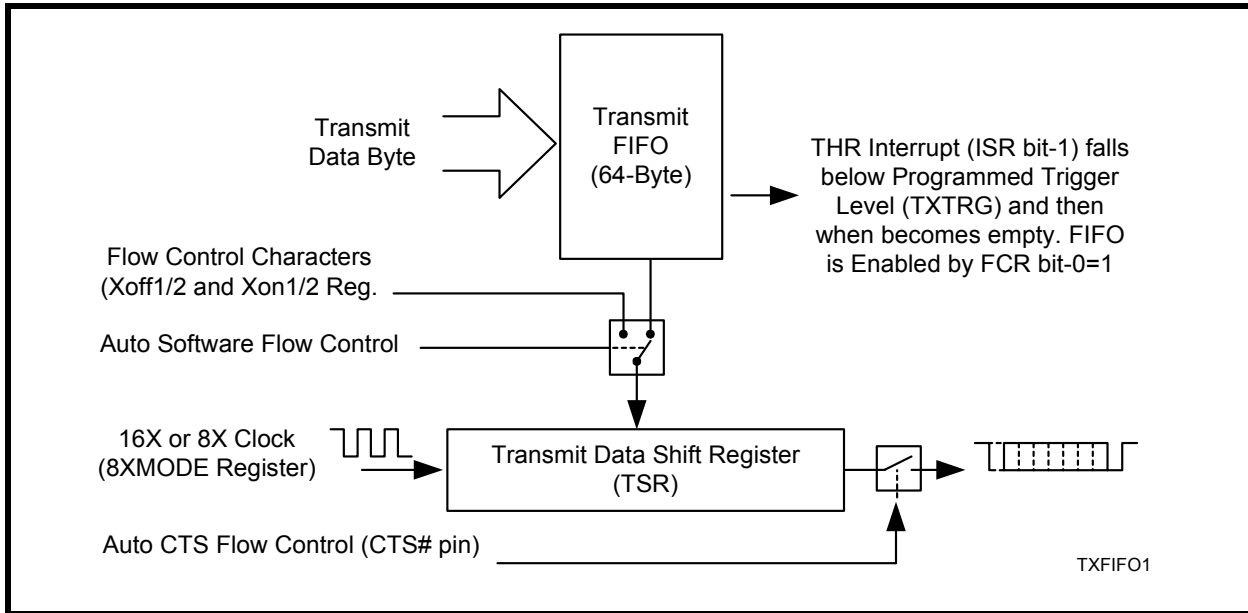 Transmit
Data Byte
Transmit
FIFO
(64-Byte)
THR Interrupt (ISR bit-1) falls
below Programmed Trigger
Level (TXTRG) and then
when becomes empty. FIFO
is Enabled by FCR bit-0=1
Flow Control Characters
(Xoff1/2 and Xon1/2 Reg.
Auto Software Flow Control
16X or 8X Clock
(8XMODE Register)
Transmit Data Shift Register
(TSR)
Auto CTS Flow Control (CTS# pin)
TXFIFO1